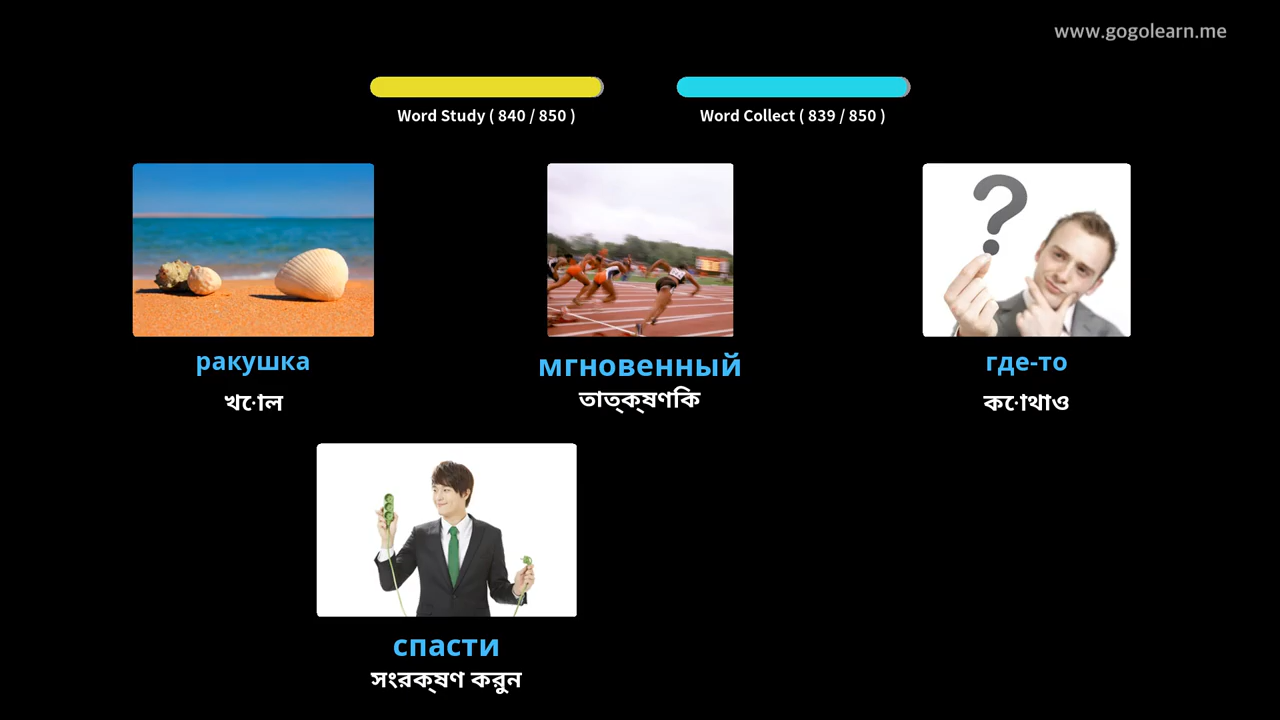 www.gogolearn.me
Word Study ( 840 / 850 )
Word Collect ( 839 / 850 )
ракушка
мгновенный
где-то
খোল
তাত্ক্ষণিক
কোথাও
спасти
সংরক্ষণ করুন